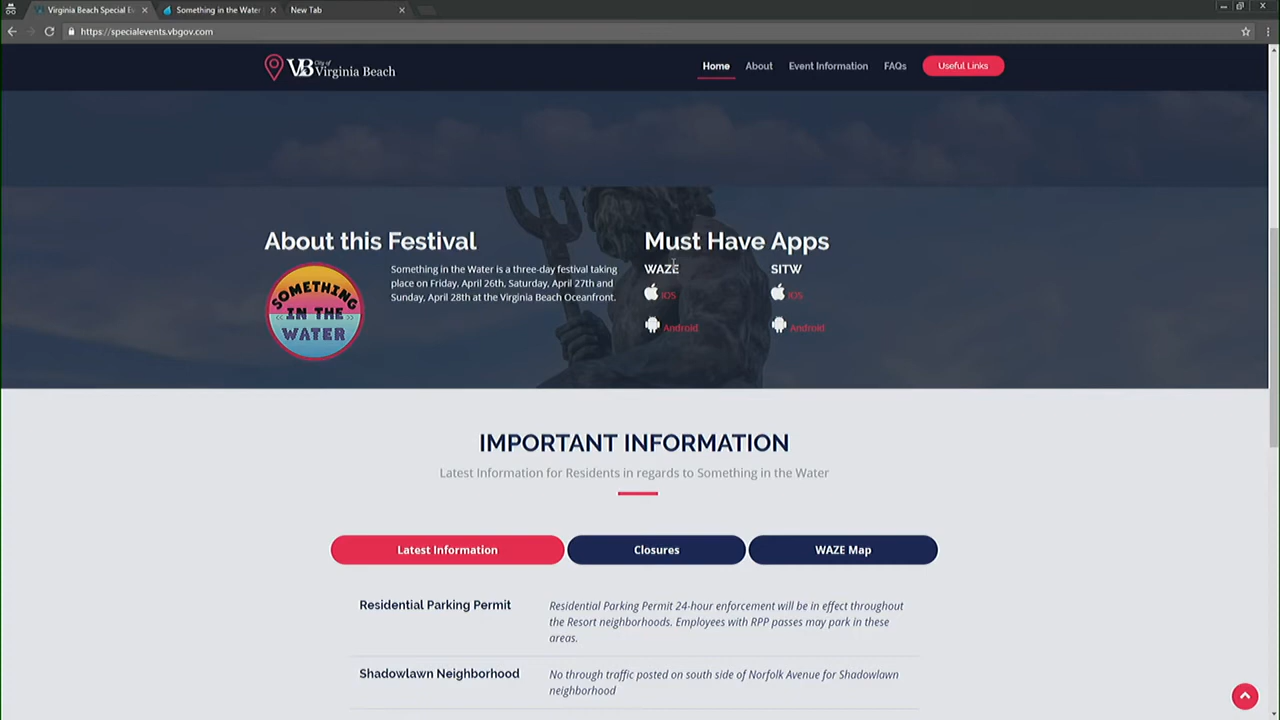 Virginia Beach Special E
Something in the Water
New Tab
https://specialevents.vbgov.com
VB City of Virginia Beach
Home
About
Event Information
FAQs
Useful Links
About this Festival
SOMETHING
IN THE
WATER
Something in the Water is a three-day festival taking
place on Friday, April 26th, Saturday, April 27th and
Sunday, April 28th at the Virginia Beach Oceanfront.
Must Have Apps
WAZE
iOS
Android
SITW
iOS
Android
IMPORTANT INFORMATION
Latest Information for Residents in regards to Something in the Water
Latest Information
Closures
WAZE Map
Residential Parking Permit
Residential Parking Permit 24-hour enforcement will be in effect throughout
the Resort neighborhoods. Employees with RPP passes may park in these
areas.
Shadowlawn Neighborhood
No through traffic posted on south side of Norfolk Avenue for Shadowlawn
neighborhood